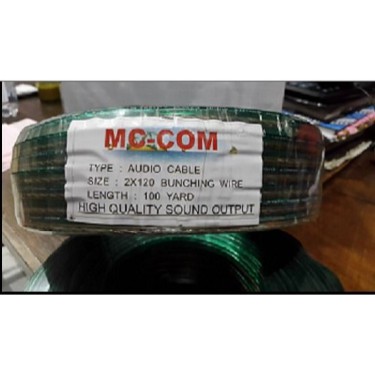 MC-COM
TYPE : AUDIO CABLE
SIZE : 2X120 BUNCHING WIRE
LENGTH : 100 YARD
HIGH QUALITY SOUND OUTPUT